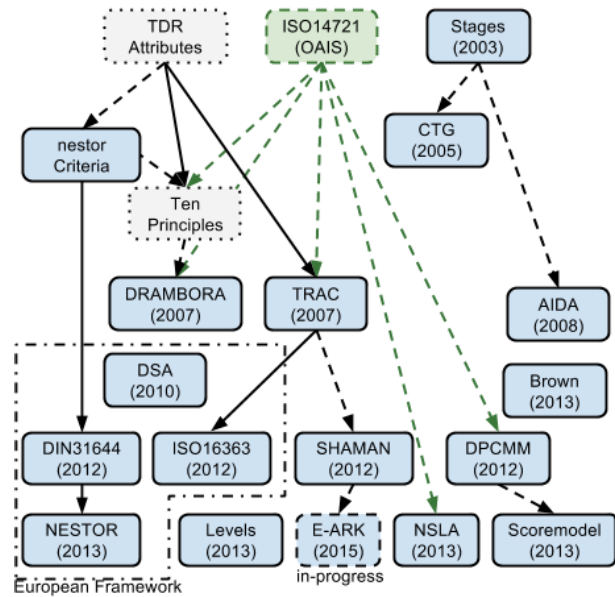 TDR
Attributes
ISO14721
(OAIS)
Stages
(2003)
CTG
(2005)
nestor
Criteria
Ten
Principles
DRAMBORA
(2007)
TRAC
(2007)
AIDA
(2008)
DSA
(2010)
Brown
(2013)
DIN31644
(2012)
ISO16363
(2012)
SHAMAN
(2012)
DPCMM
(2012)
NESTOR
(2013)
Levels
(2013)
E-ARK
(2015)
NSLA
(2013)
Scoremodel
(2013)
European Framework
in-progress